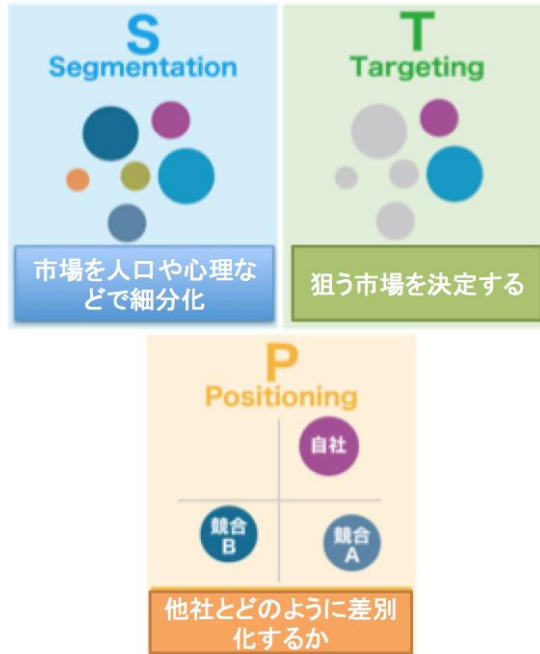 S
Segmentation
市場を人口や心理な
どで細分化
T
Targeting
狙う市場を決定する
P
Positioning
自社
競合
B
競合
A
他社とどのように差別
化するか